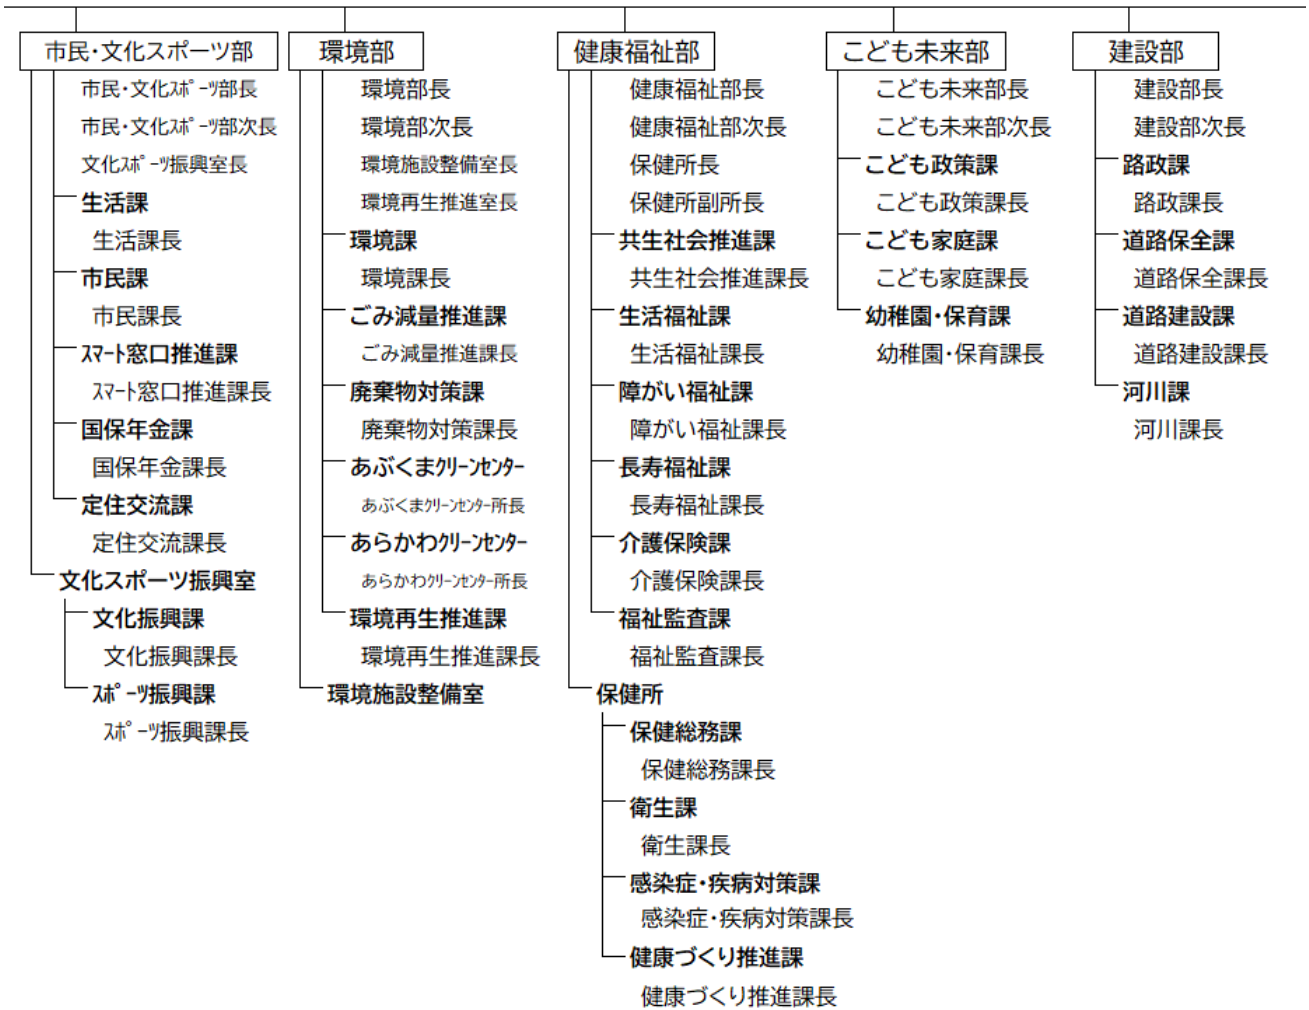 市民・文化スポーツ部
市民・文化ｽﾎﾟｰﾂ部長
市民・文化ｽﾎﾟｰﾂ部次長
文化ｽﾎﾟｰﾂ振興室長
生活課
生活課長
市民課
市民課長
ｽﾏｰﾄ窓口推進課
ｽﾏｰﾄ窓口推進課長
国保年金課
国保年金課長
定住交流課
定住交流課長
文化スポーツ振興室
文化振興課
文化振興課長
ｽﾎﾟｰﾂ振興課
ｽﾎﾟｰﾂ振興課長
環境部
環境部長
環境部次長
環境施設整備室長
環境再生推進室長
環境課
環境課長
ごみ減量推進課
ごみ減量推進課長
廃棄物対策課
廃棄物対策課長
あぶくまｸﾘｰﾝｾﾝﾀｰ
あぶくまｸﾘｰﾝｾﾝﾀｰ所長
あらかわｸﾘｰﾝｾﾝﾀｰ
あらかわｸﾘｰﾝｾﾝﾀｰ所長
環境再生推進課
環境再生推進課長
環境施設整備室
健康福祉部
健康福祉部長
健康福祉部次長
保健所長
保健所副所長
共生社会推進課
共生社会推進課長
生活福祉課
生活福祉課長
障がい福祉課
障がい福祉課長
長寿福祉課
長寿福祉課長
介護保険課
介護保険課長
福祉監査課
福祉監査課長
保健所
保健総務課
保健総務課長
衛生課
衛生課長
感染症・疾病対策課
感染症・疾病対策課長
健康づくり推進課
健康づくり推進課長
こども未来部
こども未来部長
こども未来部次長
こども政策課
こども政策課長
こども家庭課
こども家庭課長
幼稚園・保育課
幼稚園・保育課長
建設部
建設部長
建設部次長
路政課
路政課長
道路保全課
道路保全課長
道路建設課
道路建設課長
河川課
河川課長